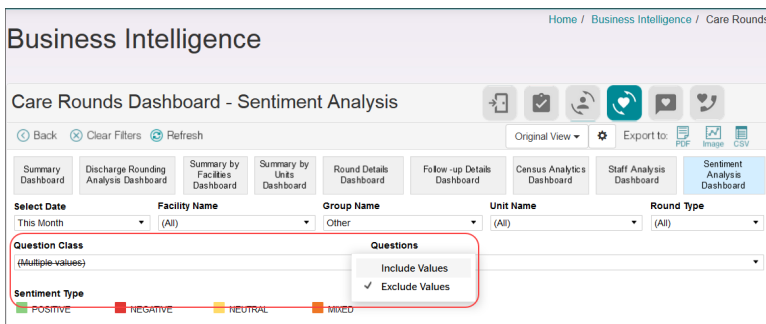 Home / Business Intelligence / Care Rounds
Business Intelligence
Care Rounds Dashboard - Sentiment Analysis
Back Clear Filters Refresh Original View Export to: PDF Image CSV
Summary Dashboard
Discharge Rounding Analysis Dashboard
Summary by Facilities Dashboard
Summary by Units Dashboard
Round Details Dashboard
Follow -up Details Dashboard
Census Analytics Dashboard
Staff Analysis Dashboard
Sentiment Analysis Dashboard
Select Date Facility Name Group Name Unit Name Round Type
This Month (All) Other (All) (All)
Question Class Questions
(Multiple values)
Include Values
✓ Exclude Values
Sentiment Type
POSITIVE NEGATIVE NEUTRAL MIXED